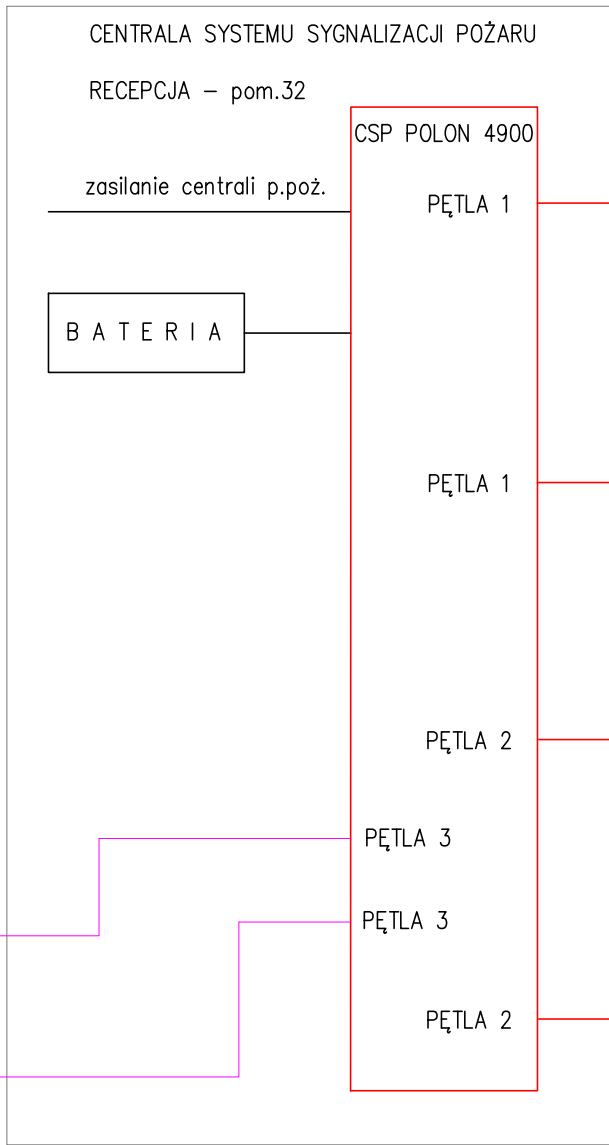 CENTRALA SYSTEMU SYGNALIZACJI POŻARU
RECEPCJA – pom.32
CSP POLON 4900
zasilanie centrali p.poż.
PĘTLA 1
B A T E R I A
PĘTLA 1
PĘTLA 2
PĘTLA 3
PĘTLA 3
PĘTLA 2